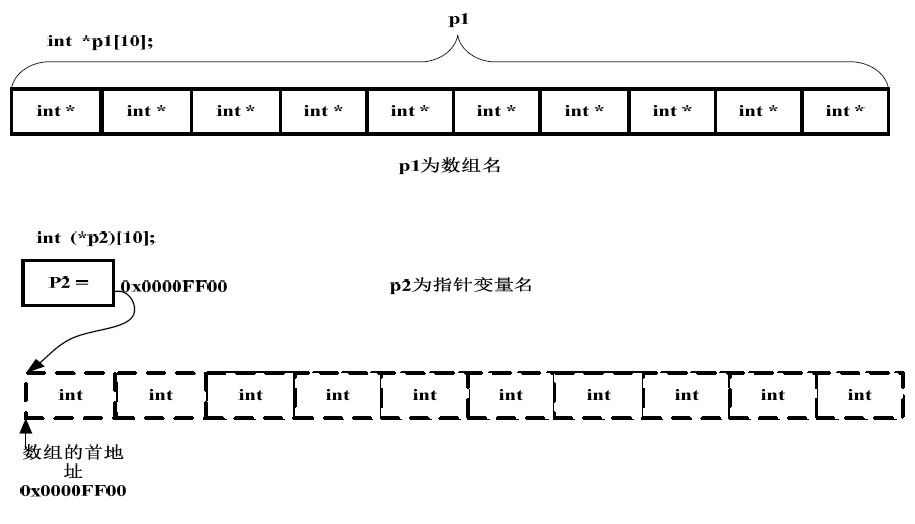 p1
int *p1[10];
int * int * int * int * int * int * int * int * int * int *
p1为数组名
int (*p2)[10];
P2 = 0x0000FF00
p2为指针变量名
int int int int int int int int int int
数组的首地
址
0x0000FF00